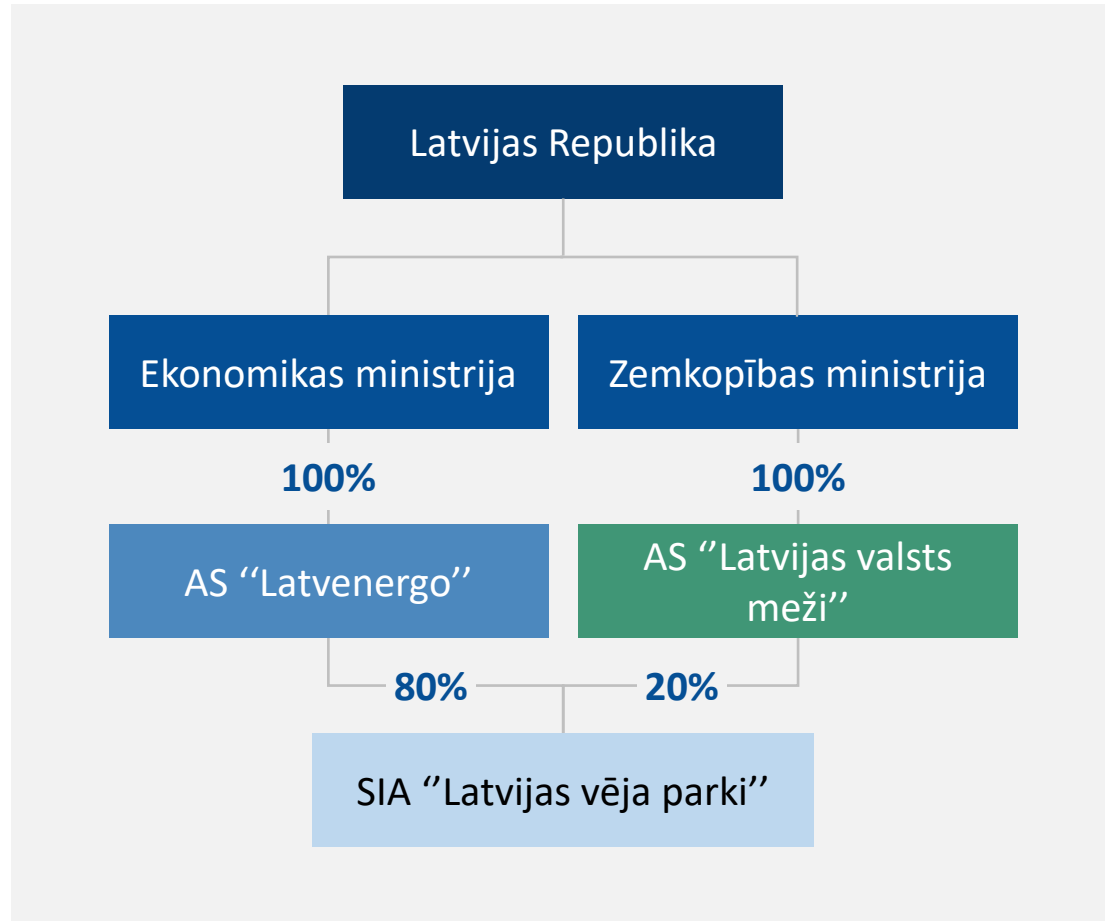 Latvijas Republika
Ekonomikas ministrija
Zemkopības ministrija
100%
100%
AS ‘‘Latvenergo’’
AS ‘’Latvijas valsts
meži’’
80%
20%
SIA ‘’Latvijas vēja parki’’